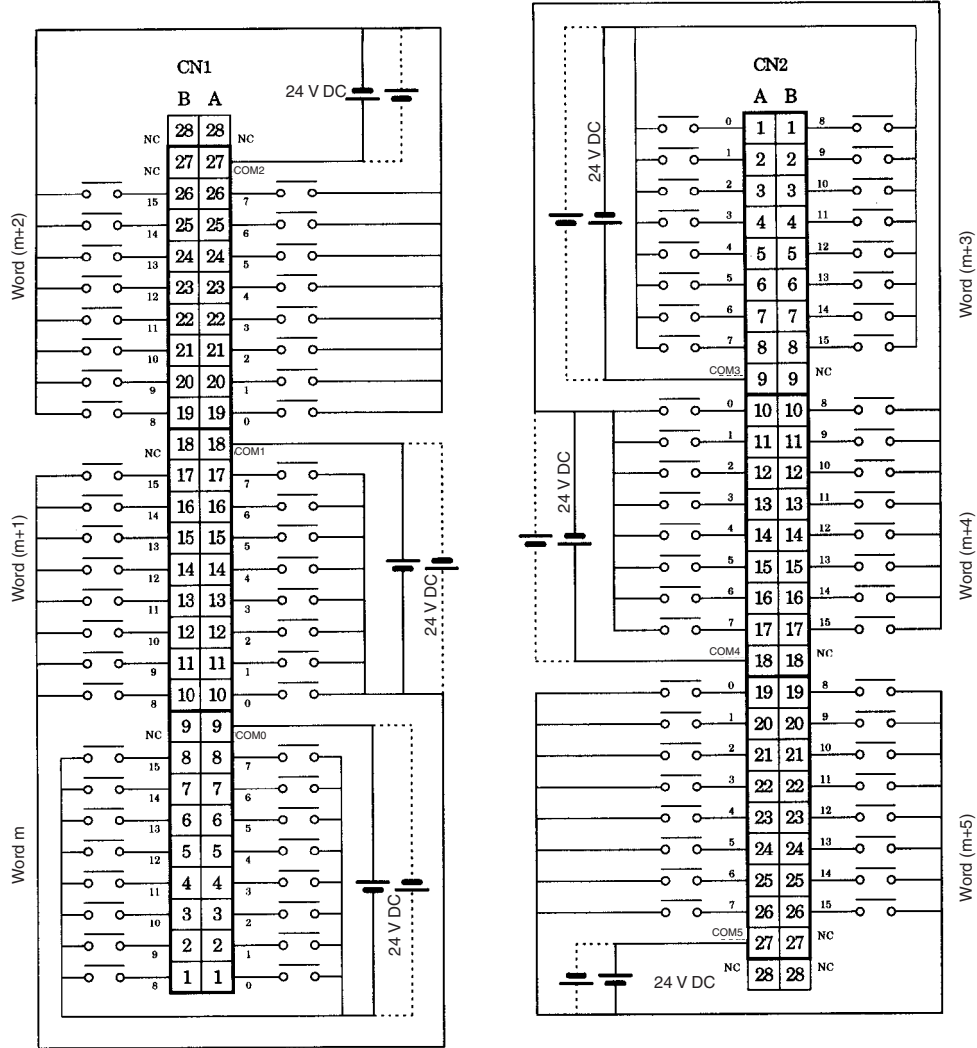 CN1
B A
24 V DC
NC 28 28 NC
NC 27 27 COM2
15 26 26 7
14 25 25 6
13 24 24 5
12 23 23 4
11 22 22 3
10 21 21 2
9 20 20 1
8 19 19 0
Word (m+2)
NC 18 18 COM1
15 17 17 7
14 16 16 6
13 15 15 5
12 14 14 4
11 13 13 3
10 12 12 2
9 11 11 1
8 10 10 0
Word (m+1)
24 V DC
NC 9 9 COM0
15 8 8 7
14 7 7 6
13 6 6 5
12 5 5 4
11 4 4 3
10 3 3 2
9 2 2 1
8 1 1 0
Word m
24 V DC
CN2
A B
24 V DC
0 1 1 8
1 2 2 9
2 3 3 10
3 4 4 11
4 5 5 12
5 6 6 13
6 7 7 14
7 8 8 15
COM3 9 9 NC
Word (m+3)
24 V DC
0 10 10 8
1 11 11 9
2 12 12 10
3 13 13 11
4 14 14 12
5 15 15 13
6 16 16 14
7 17 17 15
COM4 18 18 NC
Word (m+4)
0 19 19 8
1 20 20 9
2 21 21 10
3 22 22 11
4 23 23 12
5 24 24 13
6 25 25 14
7 26 26 15
COM5 27 27 NC
NC 28 28 NC
Word (m+5)
24 V DC